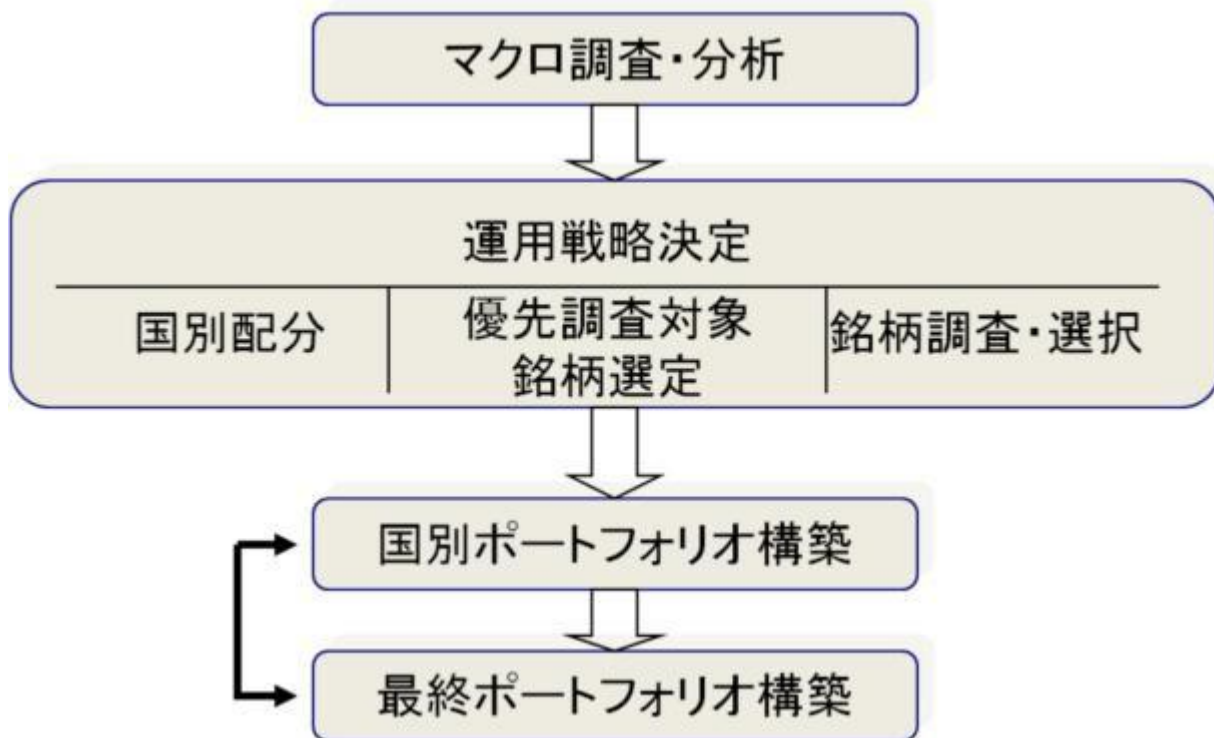 マクロ調査・分析
運用戦略決定
国別配分
優先調査対象
銘柄選定
銘柄調査・選択
国別ポートフォリオ構築
最終ポートフォリオ構築